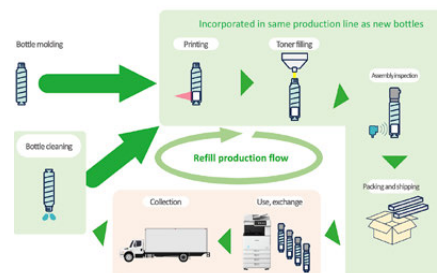 Incorporated in same production line as new bottles
Bottle molding
Printing
Toner filling
Assembly inspection
Bottle cleaning
Refill production flow
Packing and shipping
Collection
Use, exchange